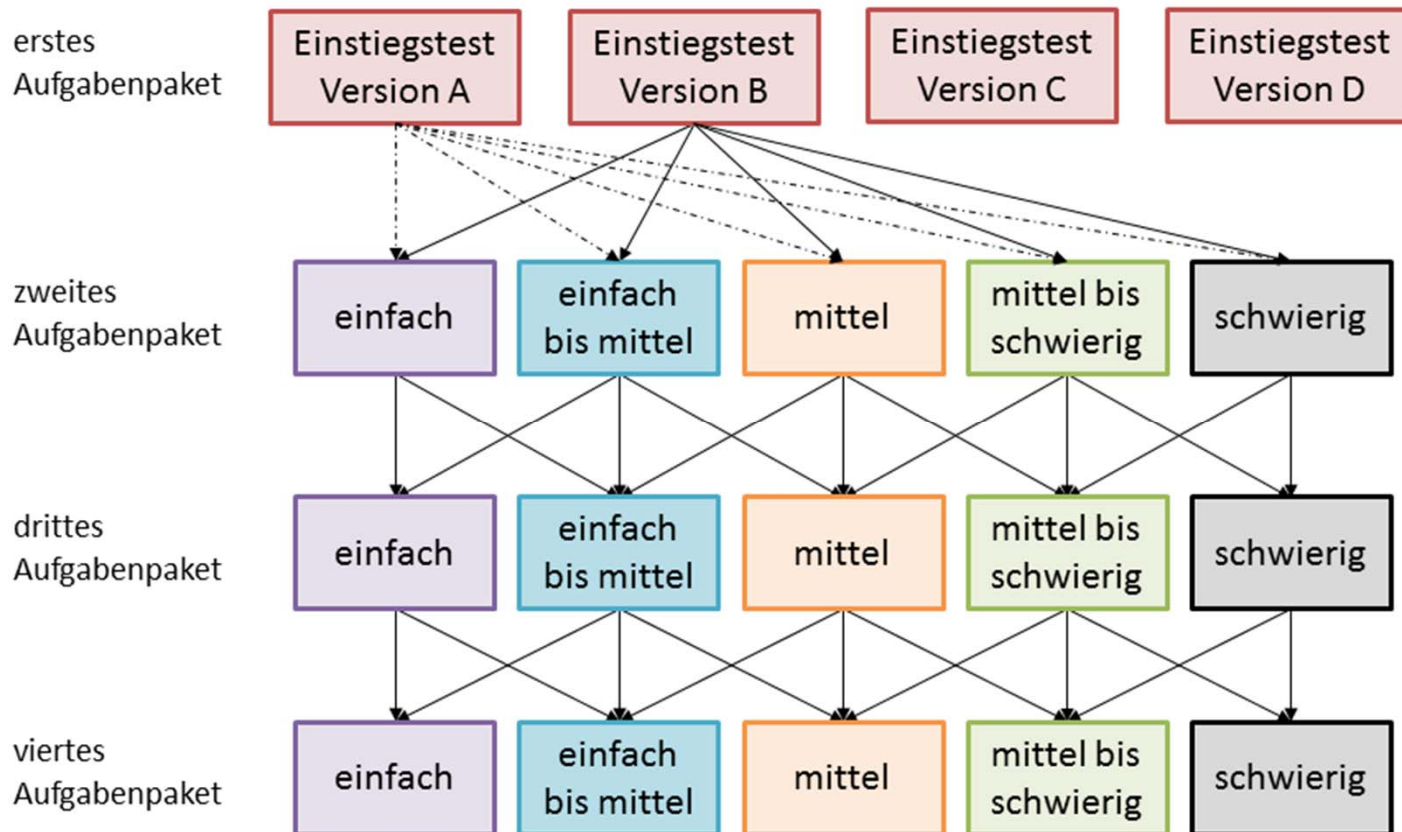 erstes
Aufgabenpaket
Einstiegstest
Version A
Einstiegstest
Version B
Einstiegstest
Version C
Einstiegstest
Version D
zweites
Aufgabenpaket
einfach
einfach
bis mittel
mittel
mittel bis
schwierig
schwierig
drittes
Aufgabenpaket
einfach
einfach
bis mittel
mittel
mittel bis
schwierig
schwierig
viertes
Aufgabenpaket
einfach
einfach
bis mittel
mittel
mittel bis
schwierig
schwierig